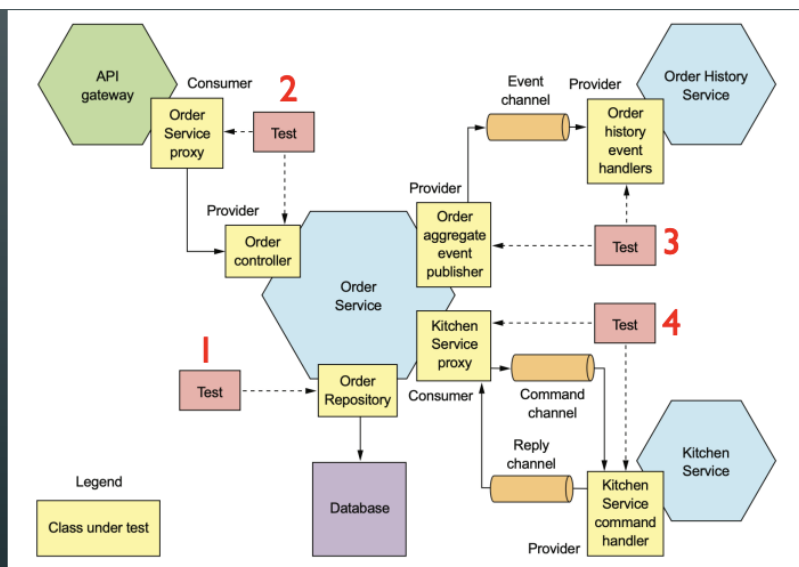 API
gateway
Consumer
2
Order
Service
proxy
Test
Provider
Order
controller
Event
channel
Provider
Order History
Service
Order
history
event
handlers
Provider
Order
aggregate
event
publisher
Test
3
Order
Service
Kitchen
Service
proxy
Test
4
1
Test
Order
Repository
Consumer
Command
channel
Reply
channel
Kitchen
Service
Legend
Class under test
Database
Kitchen
Service
command
handler
Provider